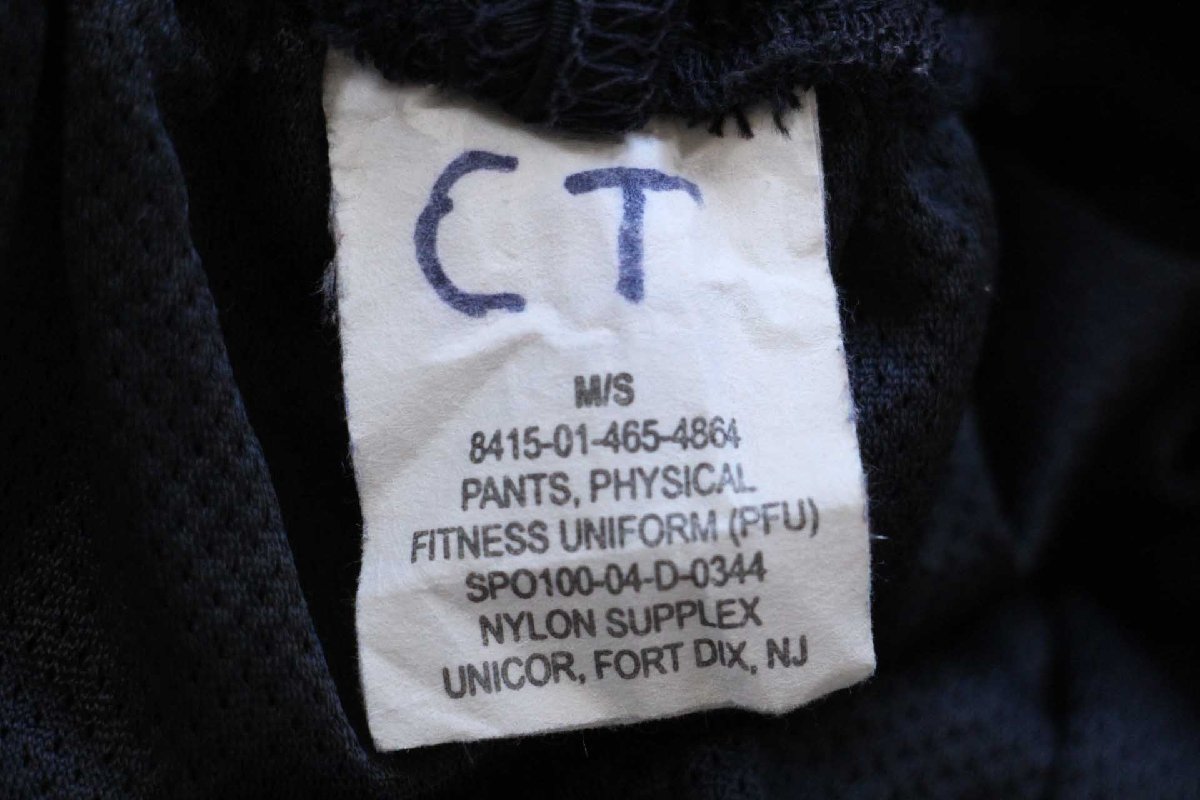 CT
M/S
8415-01-465-4864
PANTS, PHYSICAL
FITNESS UNIFORM (PFU)
SPO100-04-D-0344
NYLON SUPPLEX
UNICOR, FORT DIX, NJ